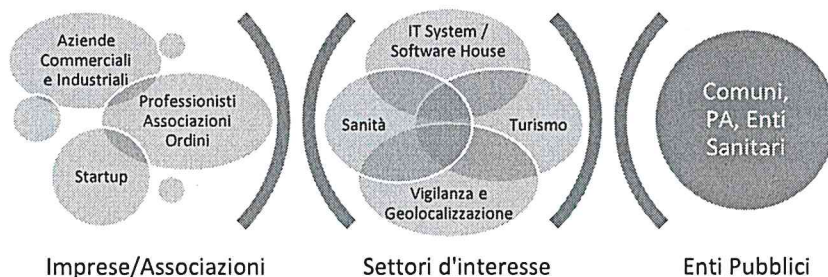 Aziende
Commerciali
e Industriali
Professionisti
Associazioni
Ordini
Startup
Imprese/Associazioni
IT System /
Software House
Sanità
Turismo
Vigilanza e
Geolocalizzazione
Settori d'interesse
Comuni,
PA, Enti
Sanitari
Enti Pubblici